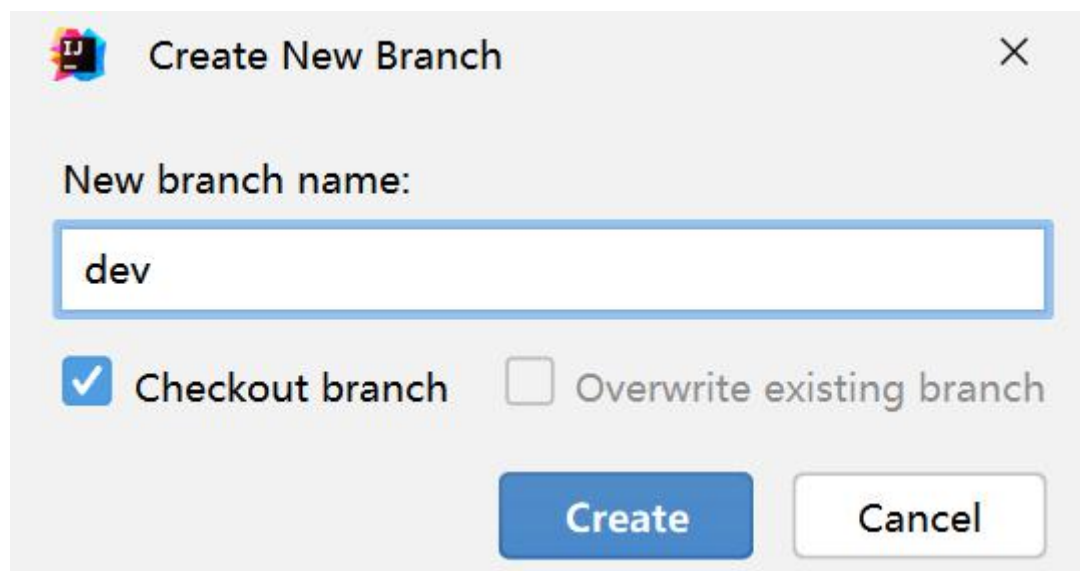 IJ
Create New Branch
New branch name:
dev
Checkout branch
Overwrite existing branch
Create
Cancel